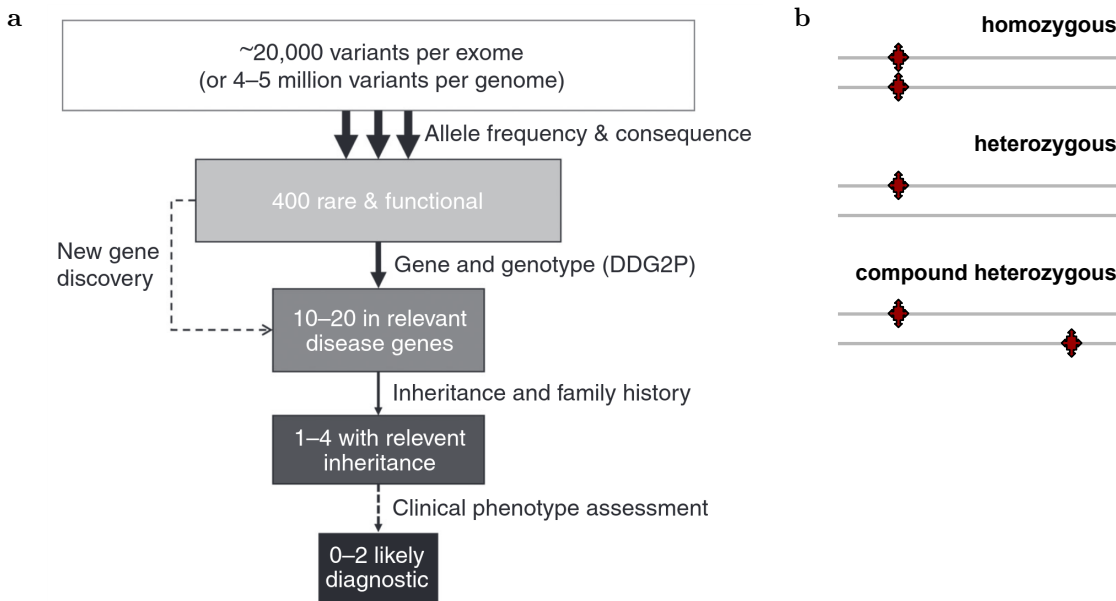 a
~20,000 variants per exome
(or 4–5 million variants per genome)
Allele frequency & consequence
400 rare & functional
New gene
discovery
Gene and genotype (DDG2P)
10–20 in relevant
disease genes
Inheritance and family history
1–4 with relevent
inheritance
Clinical phenotype assessment
0–2 likely
diagnostic
b
homozygous
heterozygous
compound heterozygous